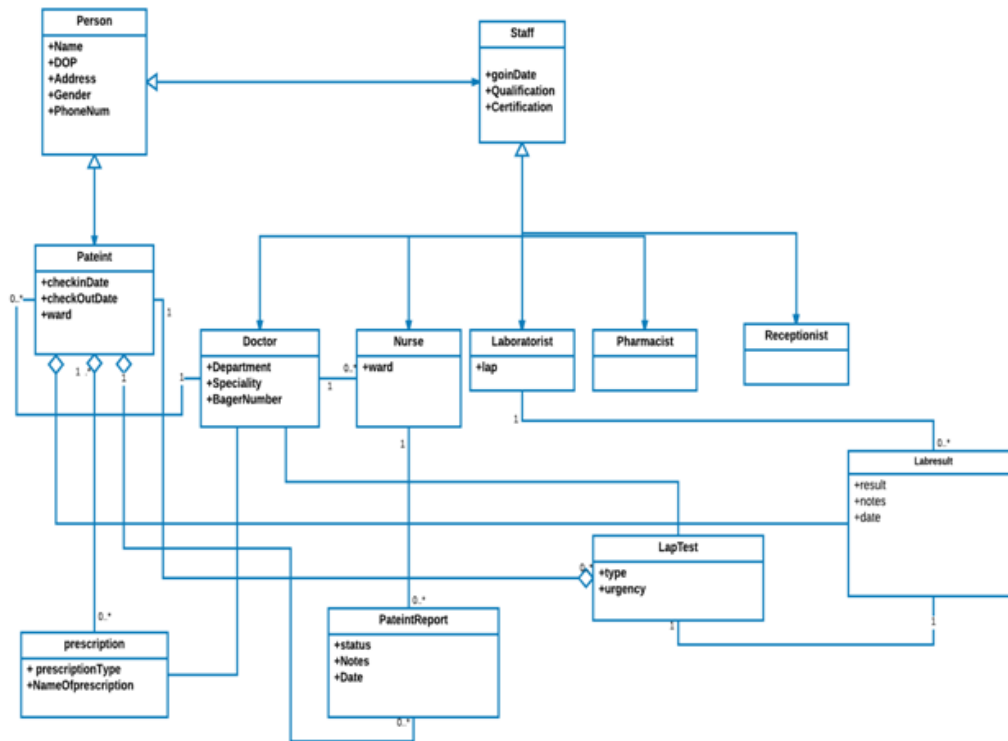 Person
+Name
+DOP
+Address
+Gender
+PhoneNum
Staff
+goinDate
+Qualification
+Certification
Pateint
+checkinDate
+checkOutDate
+ward
0..*
1
1
1
1
Doctor
+Department
+Speciality
+BagerNumber
0..*
1
Nurse
+ward
1
Laboratorist
+lap
1
Pharmacist
Receptionist
0..*
Labresult
+result
+notes
+date
1
LapTest
+type
+urgency
0..*
1
0..*
prescription
+ prescriptionType
+NameOfprescription
0..*
PateintReport
+status
+Notes
+Date
0..*